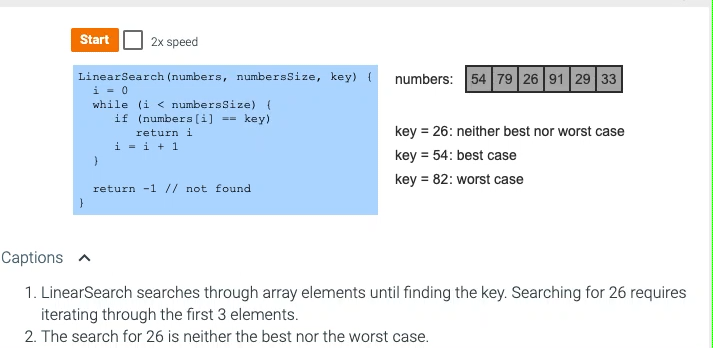 Start 2x speed
LinearSearch(numbers, numbersSize, key) {
i = 0
while (i < numbersSize) {
if (numbers[i] == key)
return i
i = i + 1
}
return -1 // not found
}
numbers: 54 79 26 91 29 33
key = 26: neither best nor worst case
key = 54: best case
key = 82: worst case
Captions
1. LinearSearch searches through array elements until finding the key. Searching for 26 requires
iterating through the first 3 elements.
2. The search for 26 is neither the best nor the worst case.